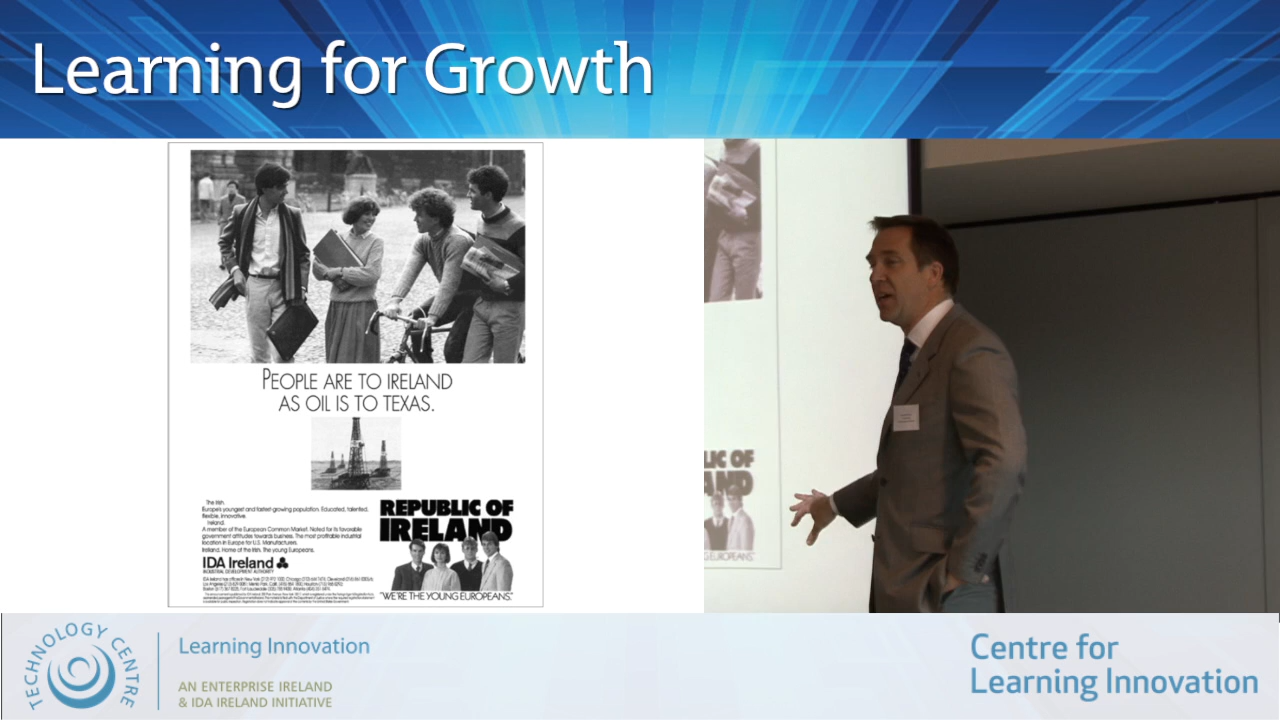 Learning for Growth
PEOPLE ARE TO IRELAND
AS OIL IS TO TEXAS.
The Irish.
Europe's youngest and fastest-growing population. Educated, talented,
flexible, innovative.
Ireland.
A member of the European Common Market. Noted for its favorable
government attitudes towards business. The most profitable industrial
location in Europe for U.S. Manufacturers.
Ireland. Home of the Irish. The young Europeans.
IDA Ireland
INDUSTRIAL DEVELOPMENT AUTHORITY
REPUBLIC OF
IRELAND
"WE'RE THE YOUNG EUROPEANS."
LIC OF
AND
EUROPEANS."
TECHNOLOGY CENTRE
Learning Innovation
AN ENTERPRISE IRELAND
& IDA IRELAND INITIATIVE
Centre for
Learning Innovation